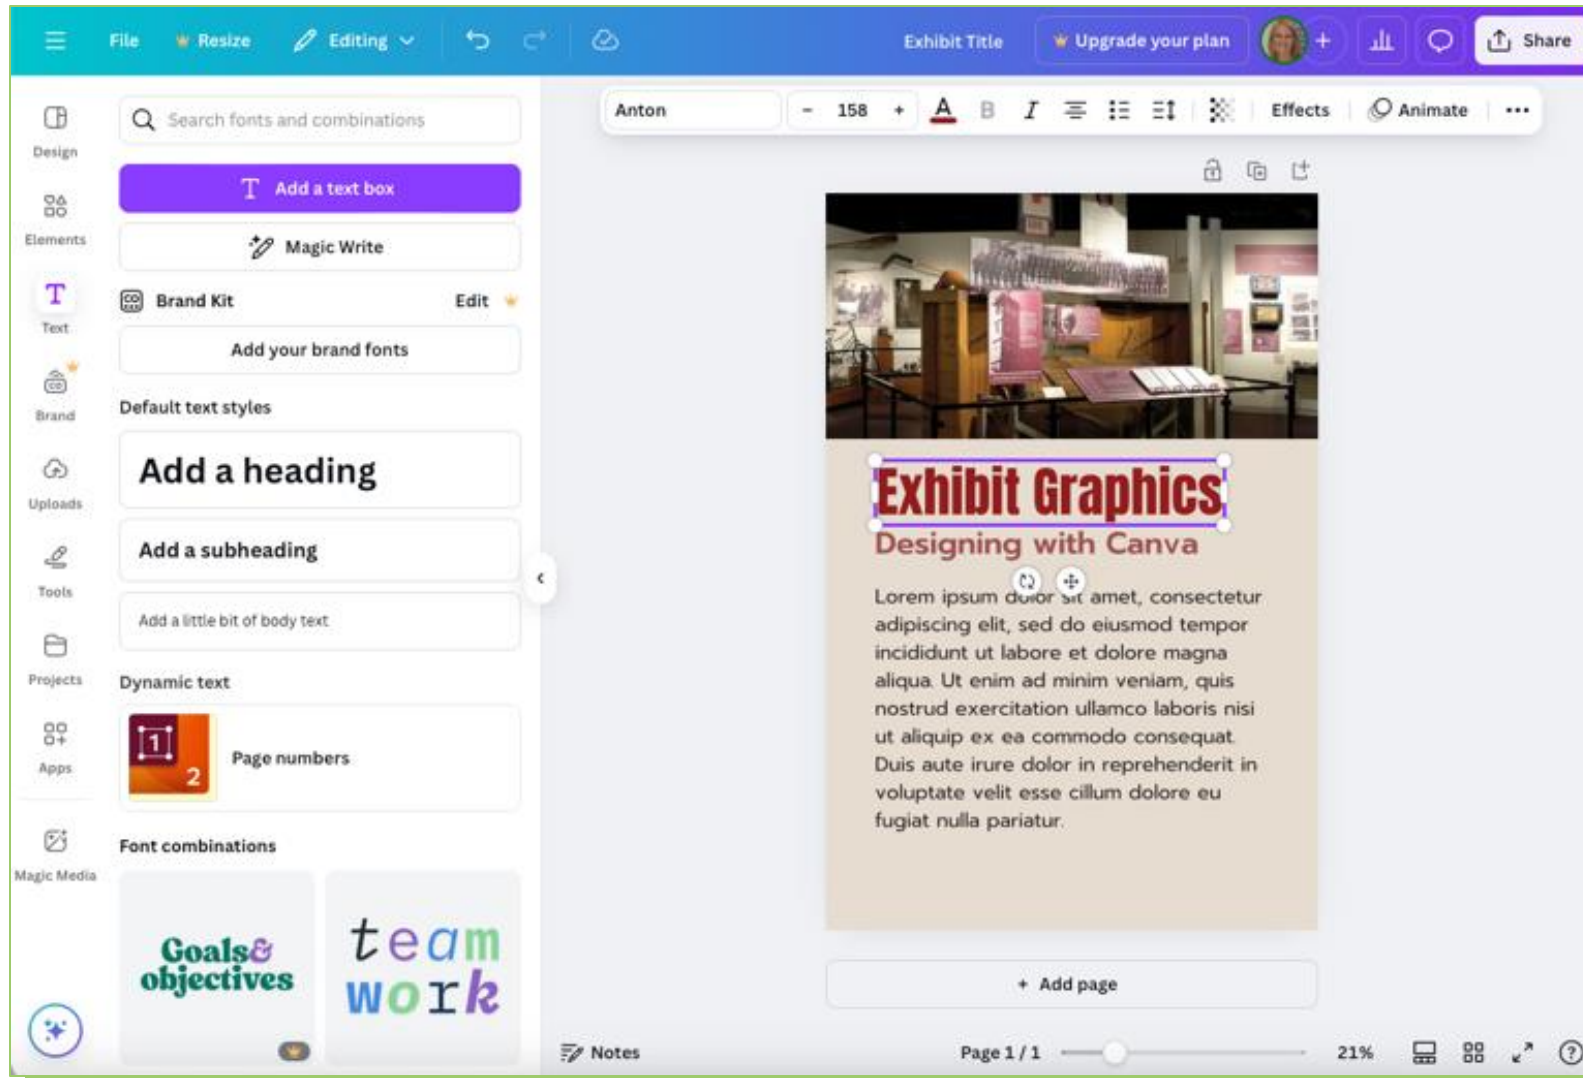 File
Resize
Editing
Exhibit Title
Upgrade your plan
+
Share
Design
Elements
Text
Brand
Uploads
Tools
Projects
Apps
Magic Media
Search fonts and combinations
T Add a text box
Magic Write
Brand Kit
Edit
Add your brand fonts
Default text styles
Add a heading
Add a subheading
Add a little bit of body text
Dynamic text
1
2
Page numbers
Font combinations
Goals&
objectives
team
work
Anton
- 158 +
A B I
Effects
Animate
Exhibit Graphics
Designing with Canva
Lorem ipsum dolor sit amet, consectetur
adipiscing elit, sed do eiusmod tempor
incididunt ut labore et dolore magna
aliqua. Ut enim ad minim veniam, quis
nostrud exercitation ullamco laboris nisi
ut aliquip ex ea commodo consequat.
Duis aute irure dolor in reprehenderit in
voluptate velit esse cillum dolore eu
fugiat nulla pariatur.
+ Add page
Notes
Page 1 / 1
21%
?